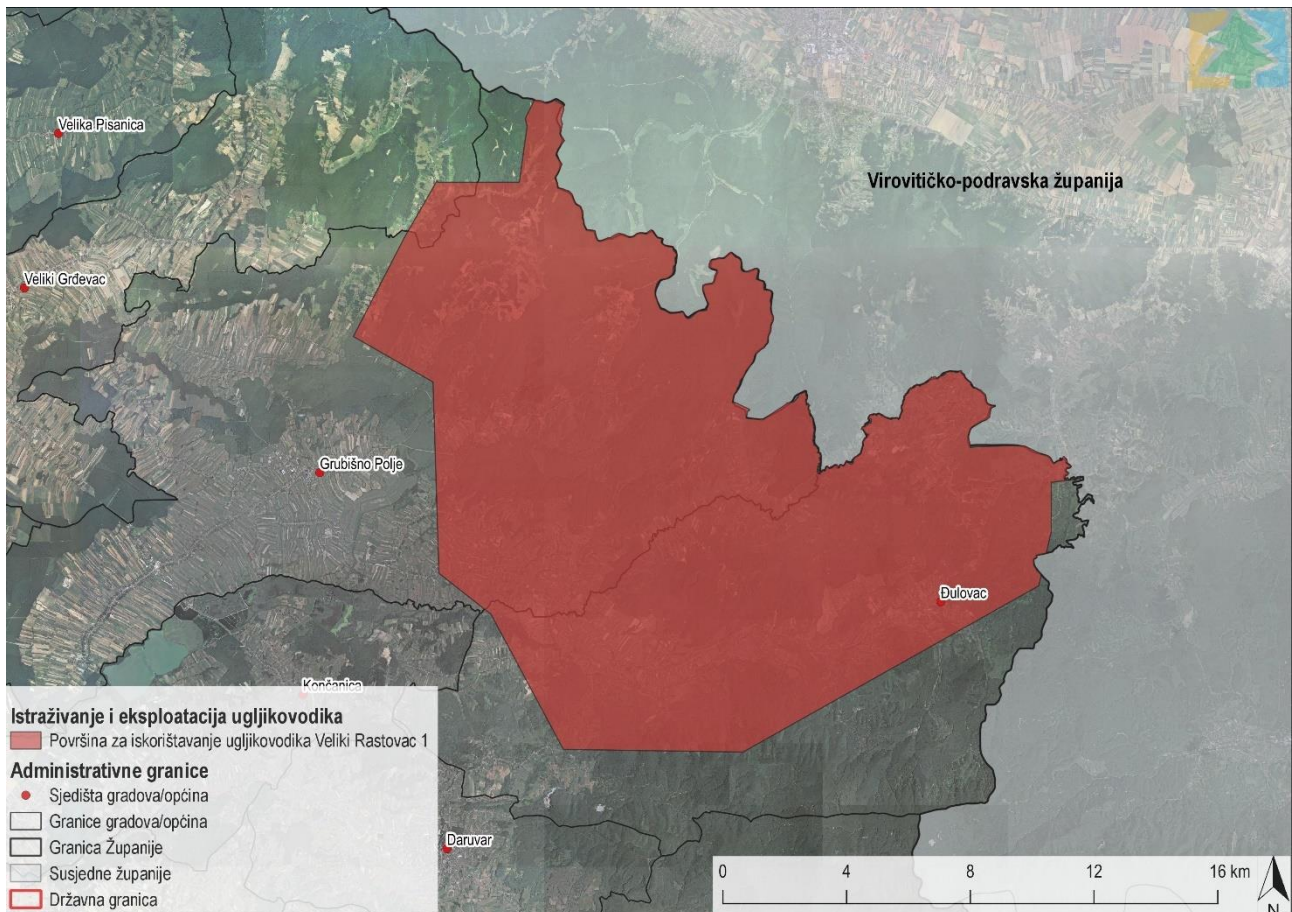 Velika Pisanica
Virovitičko-podravska županija
Veliki Grđevac
Grubišno Polje
Đulovac
Končanica
Istraživanje i eksploatacija ugljikovodika
Površina za iskorištavanje ugljikovodika Veliki Rastovac 1
Administrativne granice
Sjedišta gradova/općina
Granice gradova/općina
Granica Županije
Susjedne županije
Državna granica
Daruvar
0 4 8 12 16 km
N